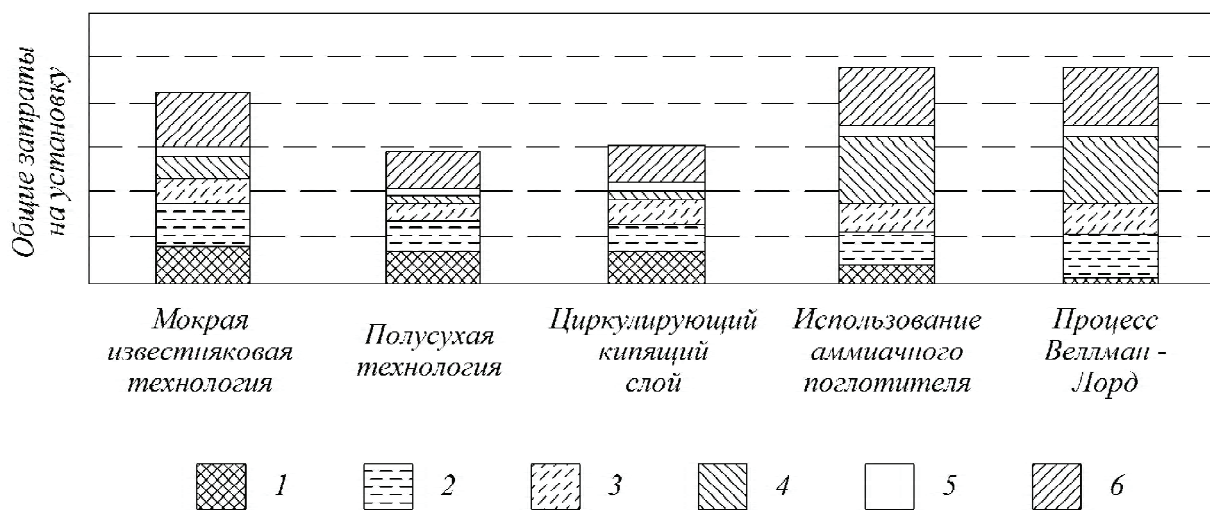 Общие затраты
на установку
Мокрая
известняковая
технология
Полусухая
технология
Циркулирующий
кипящий
слой
Использование
аммиачного
поглотителя
Процесс
Веллман -
Лорд
1
2
3
4
5
6